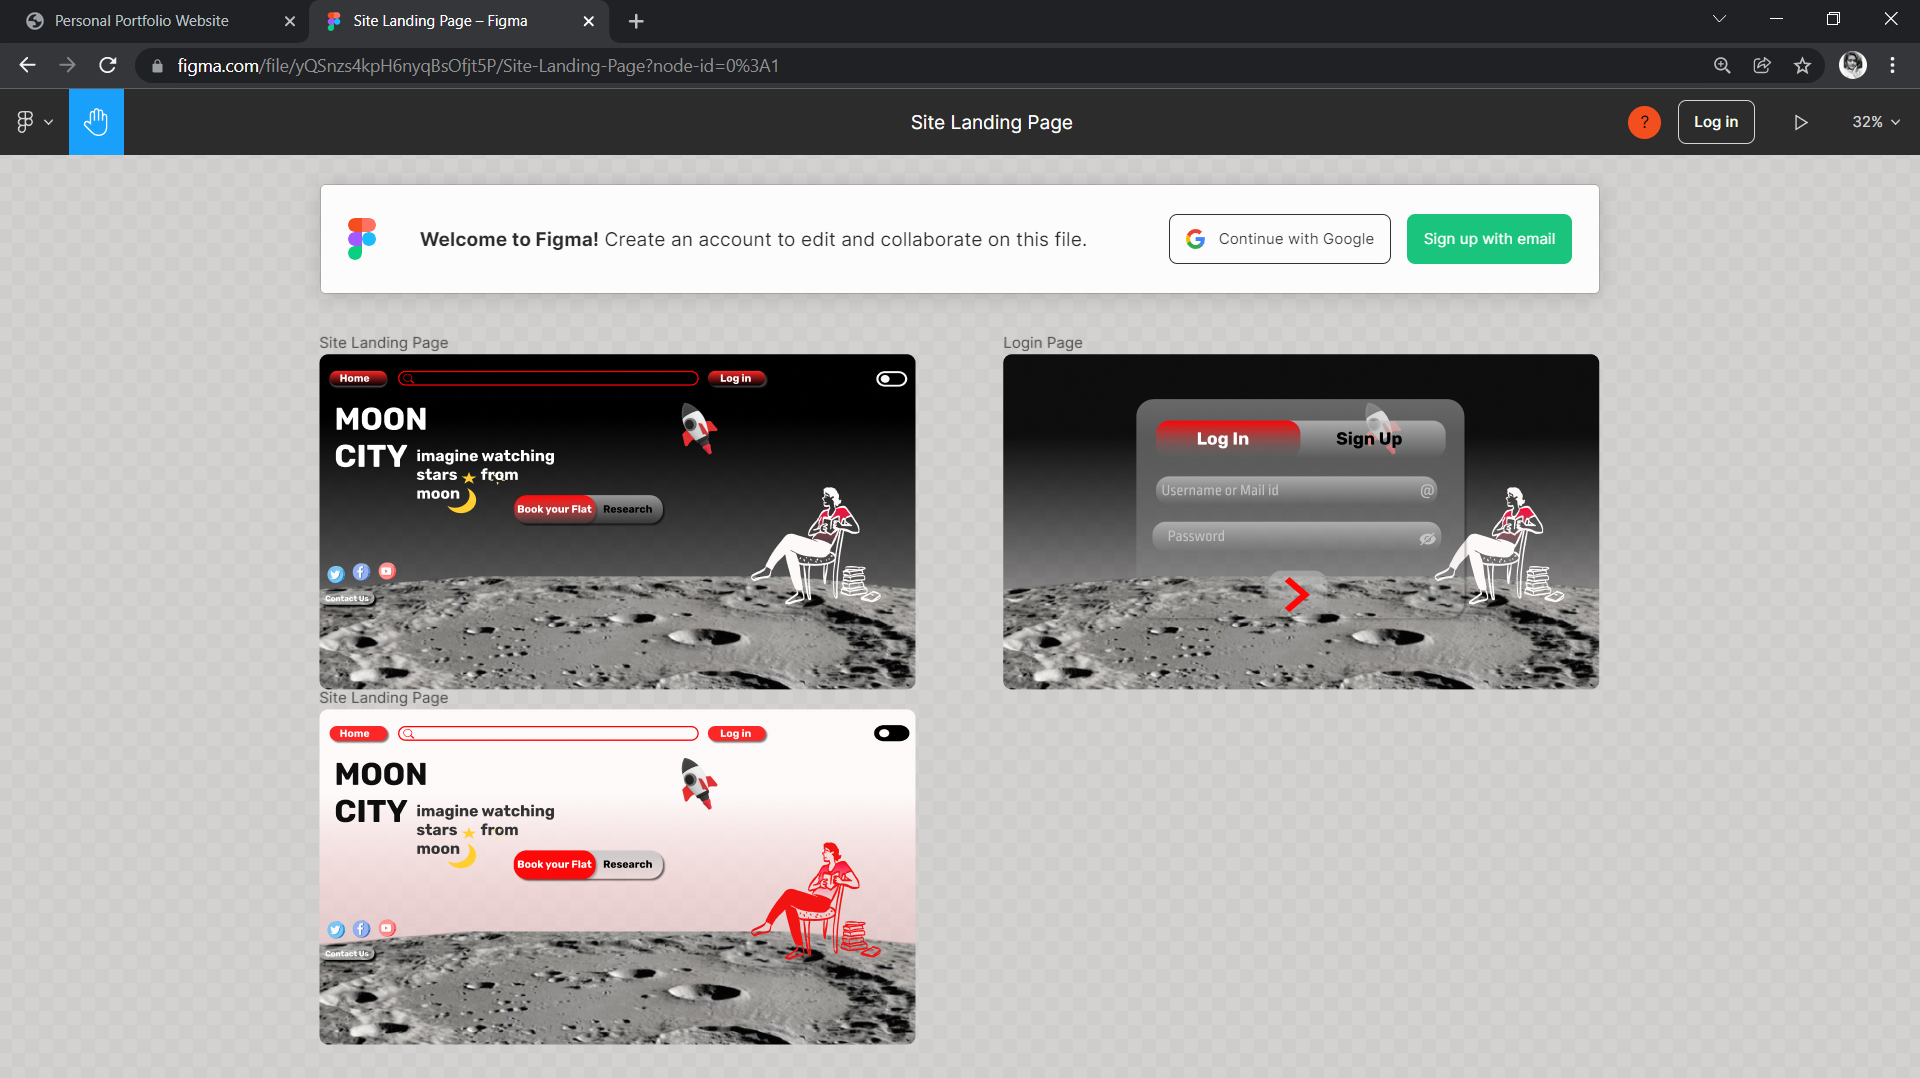 Personal Portfolio Website
Site Landing Page – Figma
figma.com/file/yQSnzs4kpH6nyqBsOfjt5P/Site-Landing-Page?node-id=0%3A1
Site Landing Page
?
Log in
32%
Welcome to Figma! Create an account to edit and collaborate on this file.
Continue with Google
Sign up with email
Site Landing Page
Home
Log in
MOON
CITY
imagine watching
stars from
moon
Book your Flat
Research
Contact Us
Login Page
Log In
Sign Up
Username or Mail id
@
Password
Site Landing Page
Home
Log in
MOON
CITY
imagine watching
stars from
moon
Book your Flat
Research
Contact Us